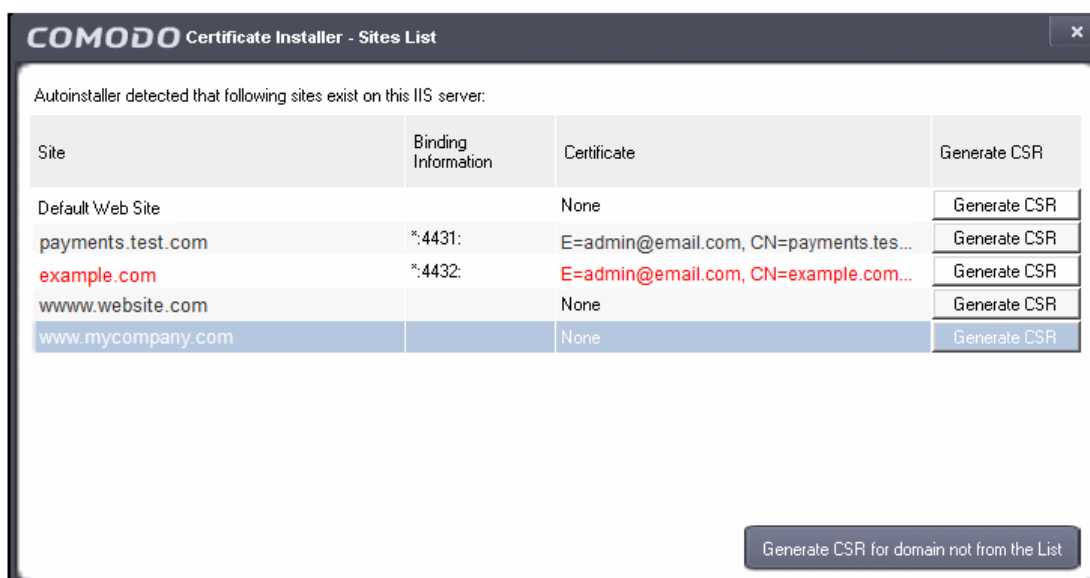 COMODO Certificate Installer - Sites List
x
Autoinstaller detected that following sites exist on this IIS server:
Site Binding Information Certificate Generate CSR
Default Web Site None Generate CSR
payments.test.com *:4431: E=admin@email.com, CN=payments.tes... Generate CSR
example.com *:4432: E=admin@email.com, CN=example.com... Generate CSR
wwww.website.com None Generate CSR
www.mycompany.com None Generate CSR
Generate CSR for domain not from the List